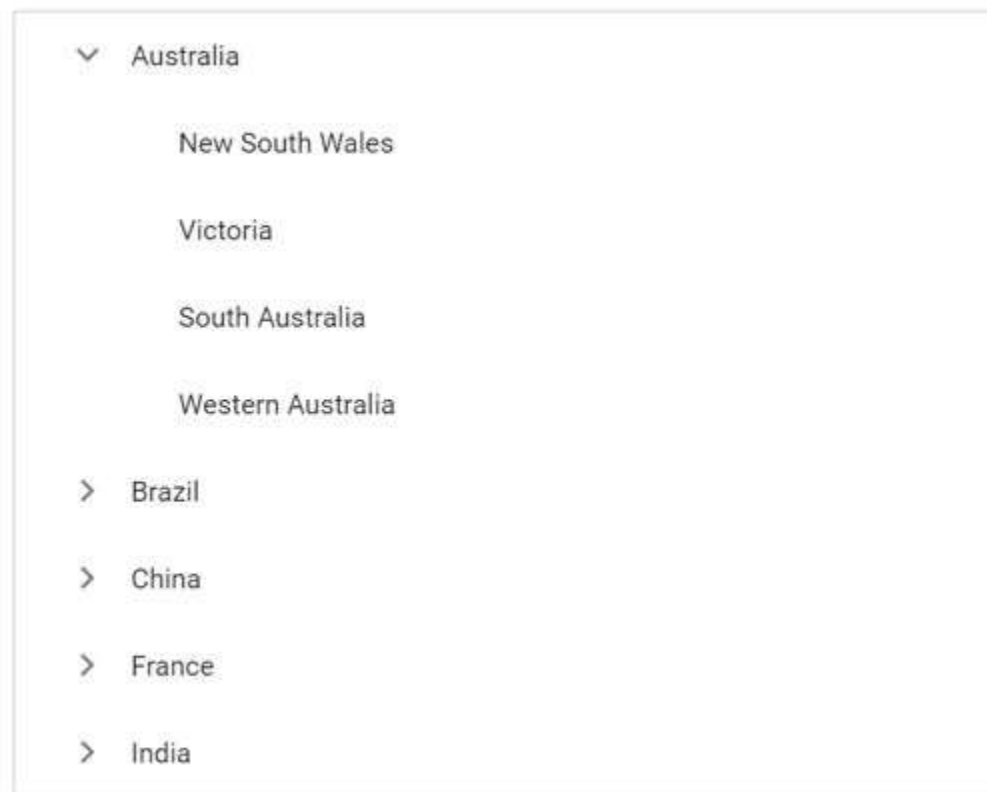 Australia
New South Wales
Victoria
South Australia
Western Australia
Brazil
China
France
India